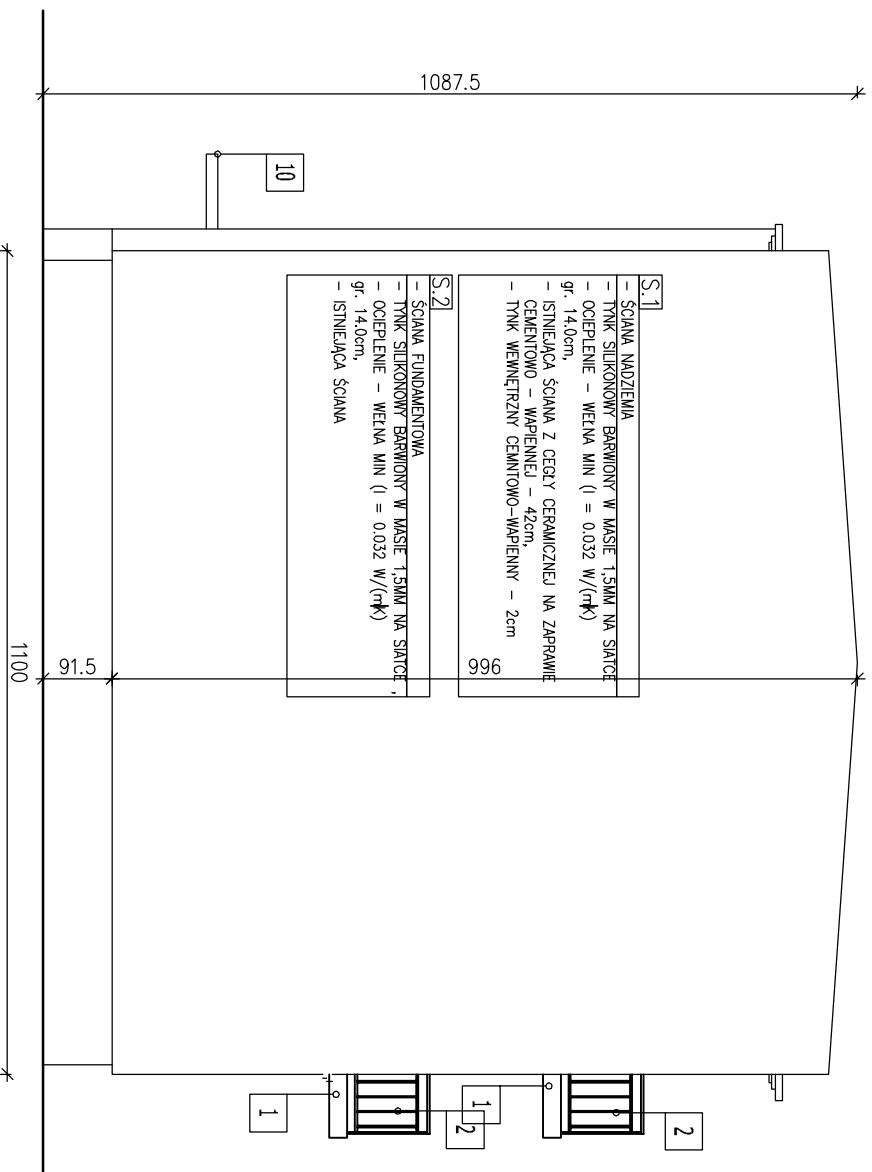 1087.5
10
S.1
- ŚCIANA NADZIEMIA
- TYNK SILIKONOWY BARWIONY W MASIE 1,5MM NA SIATCE
- OCIEPLENIE - WEŁNA MIN (l = 0.032 W/(mK)
gr. 14.0cm,
- ISTNIEJĄCA ŚCIANA Z CEGŁY CERAMICZNEJ NA ZAPRAWIE
CEMENTOWO - WAPIENNEJ - 42cm,
- TYNK WEWNĘTRZNY CEMNTOWO-WAPIENNY - 2cm
S.2
- ŚCIANA FUNDAMENTOWA
- TYNK SILIKONOWY BARWIONY W MASIE 1,5MM NA SIATCE ,
- OCIEPLENIE - WEŁNA MIN (l = 0.032 W/(mK)
gr. 14.0cm,
- ISTNIEJĄCA ŚCIANA
996
91.5
1100
2
1
2
1